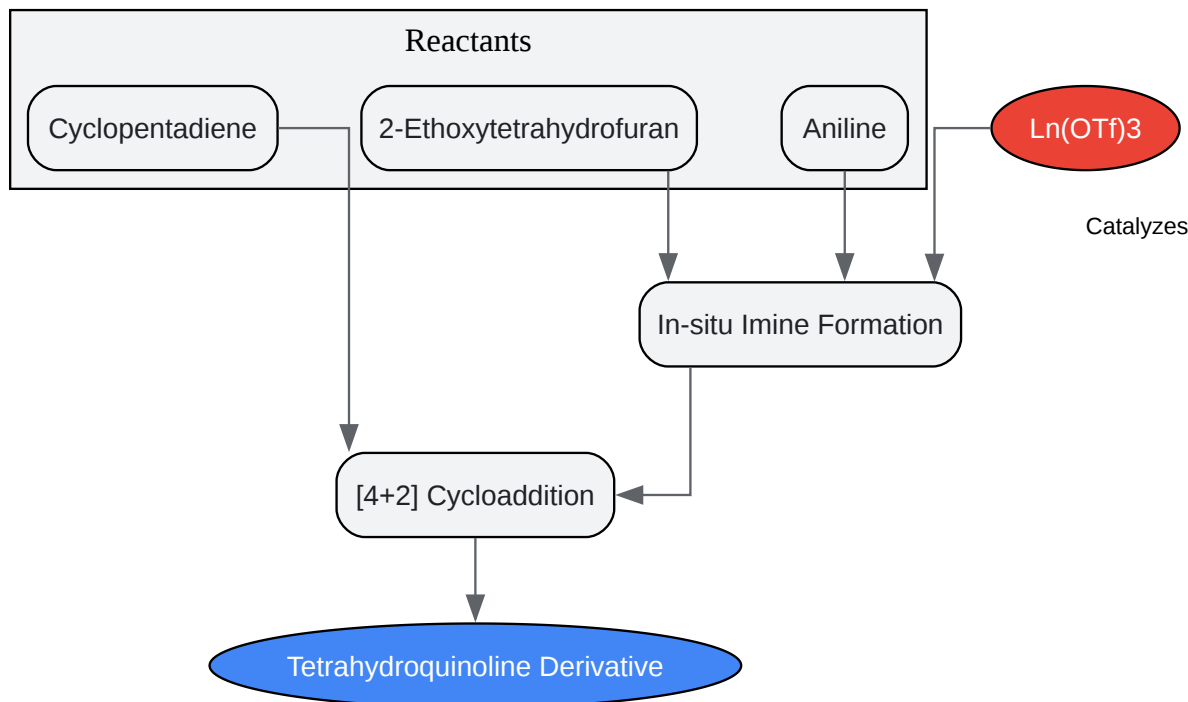 Reactants
Cyclopentadiene
2-Ethoxytetrahydrofuran
Aniline
Ln(OTf)3
Catalyzes
In-situ Imine Formation
[4+2] Cycloaddition
Tetrahydroquinoline Derivative